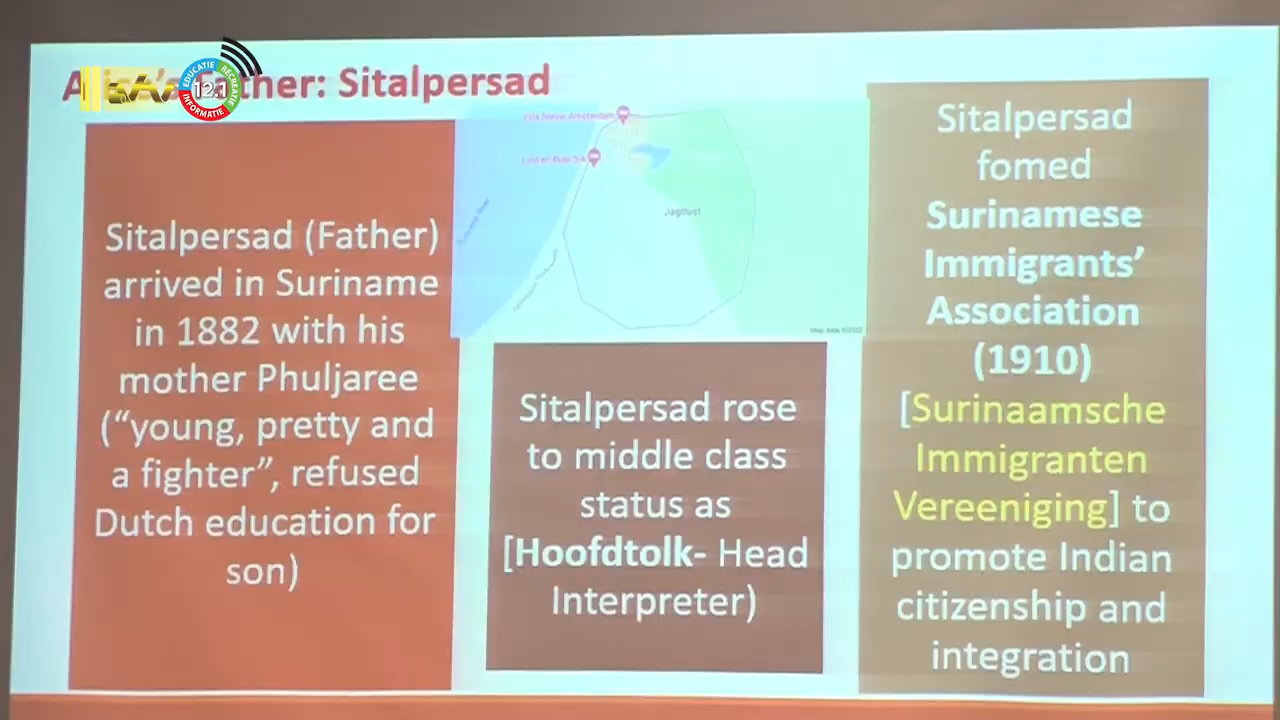 Father: Sitalpersad
EDUCATIE
RECREATIE
INFORMATIE
12.1
Sitalpersad (Father)
arrived in Suriname
in 1882 with his
mother Phuljaree
(“young, pretty and
a fighter”, refused
Dutch education for
son)
Jagtlust
Sitalpersad rose
to middle class
status as
[Hoofdtolk- Head
Interpreter)
Sitalpersad
fomed
Surinamese
Immigrants’
Association
(1910)
[Surinaamsche
Immigranten
Vereeniging] to
promote Indian
citizenship and
integration